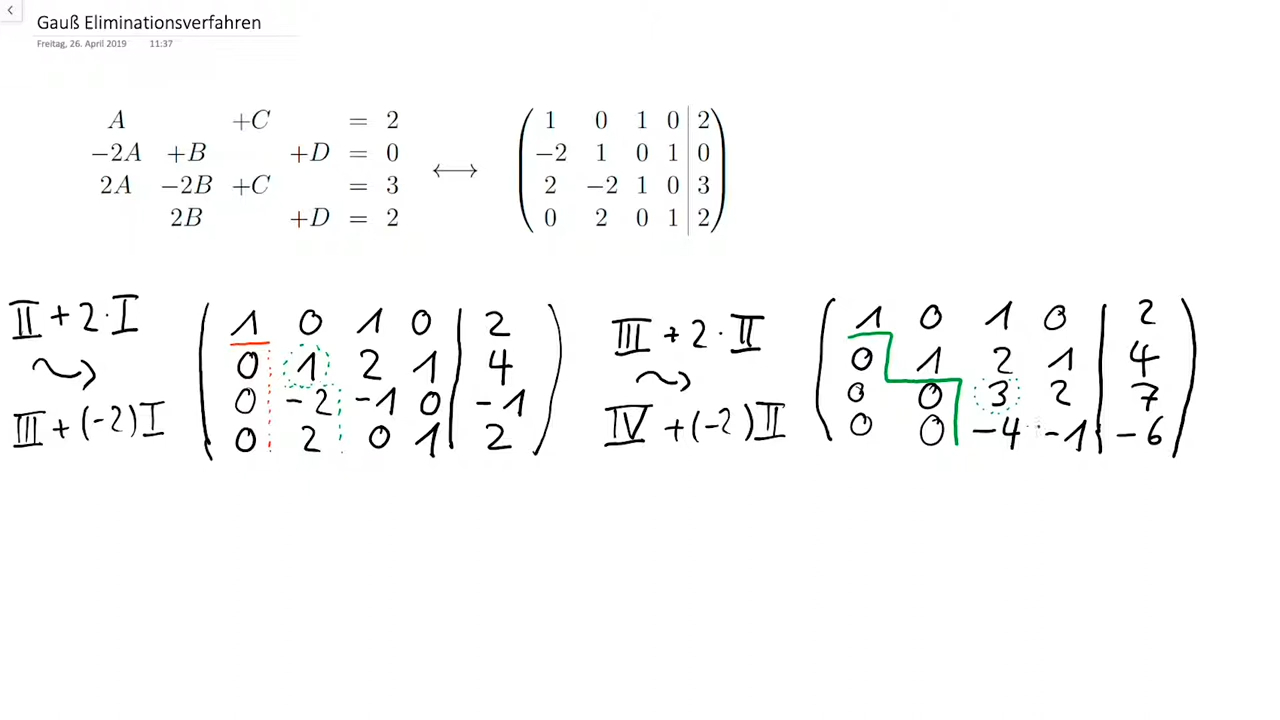 Gauß Eliminationsverfahren
Freitag, 26. April 2019 11:37
A +C = 2
−2A +B +D = 0
2A −2B +C = 3
2B +D = 2
⟷
1 0 1 0 | 2
−2 1 0 1 | 0
2 −2 1 0 | 3
0 2 0 1 | 2
II + 2 · I
⤳
III + (-2) I
1 0 1 0 | 2
0 1 2 1 | 4
0 -2 -1 0 | -1
0 2 0 1 | 2
III + 2 · II
⤳
IV + (-2) II
1 0 1 0 | 2
0 1 2 1 | 4
0 0 3 2 | 7
0 0 -4 -1 | -6